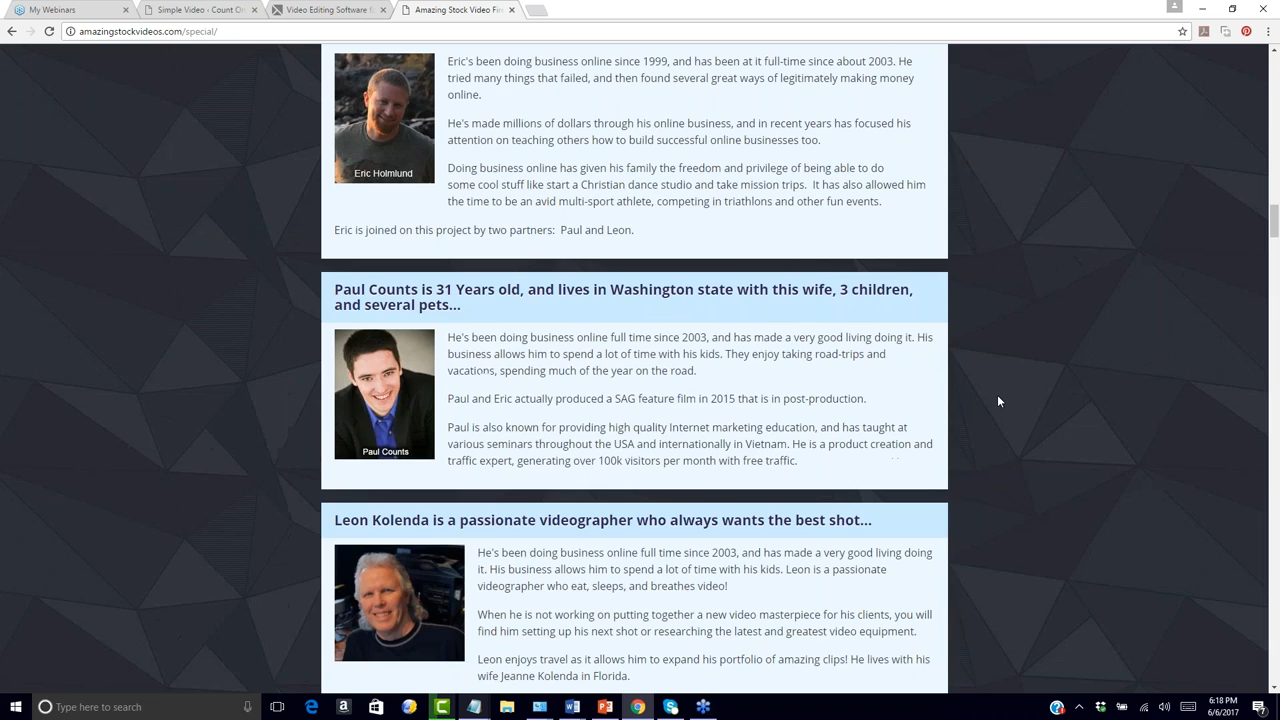 My Webinars
Simple Video – Count Cl
Video Editing Software f
Amazing Stock Video Fir
amazingstockvideos.com/special/
Eric's been doing business online since 1999, and has been at it full-time since about 2003. He
tried many things that failed, and then found several great ways of legitimately making money
online.
He's made millions of dollars through his online business, and in recent years has focused his
attention on teaching others how to build successful online businesses too.
Doing business online has given his family the freedom and privilege of being able to do
some cool stuff like start a Christian dance studio and take mission trips.  It has also allowed him
the time to be an avid multi-sport athlete, competing in triathlons and other fun events.
Eric Holmlund
Eric is joined on this project by two partners:  Paul and Leon.
Paul Counts is 31 Years old, and lives in Washington state with this wife, 3 children,
and several pets...
He's been doing business online full time since 2003, and has made a very good living doing it. His
business allows him to spend a lot of time with his kids. They enjoy taking road-trips and
vacations, spending much of the year on the road.
Paul and Eric actually produced a SAG feature film in 2015 that is in post-production.
Paul is also known for providing high quality Internet marketing education, and has taught at
various seminars throughout the USA and internationally in Vietnam. He is a product creation and
traffic expert, generating over 100k visitors per month with free traffic.
Paul Counts
Leon Kolenda is a passionate videographer who always wants the best shot...
He's been doing business online full time since 2003, and has made a very good living doing
it. His business allows him to spend a lot of time with his kids. Leon is a passionate
videographer who eat, sleeps, and breathes video!
When he is not working on putting together a new video masterpiece for his clients, you will
find him setting up his next shot or researching the latest and greatest video equipment.
Leon enjoys travel as it allows him to expand his portfolio of amazing clips! He lives with his
wife Jeanne Kolenda in Florida.
Type here to search
6:18 PM
6/6/2017